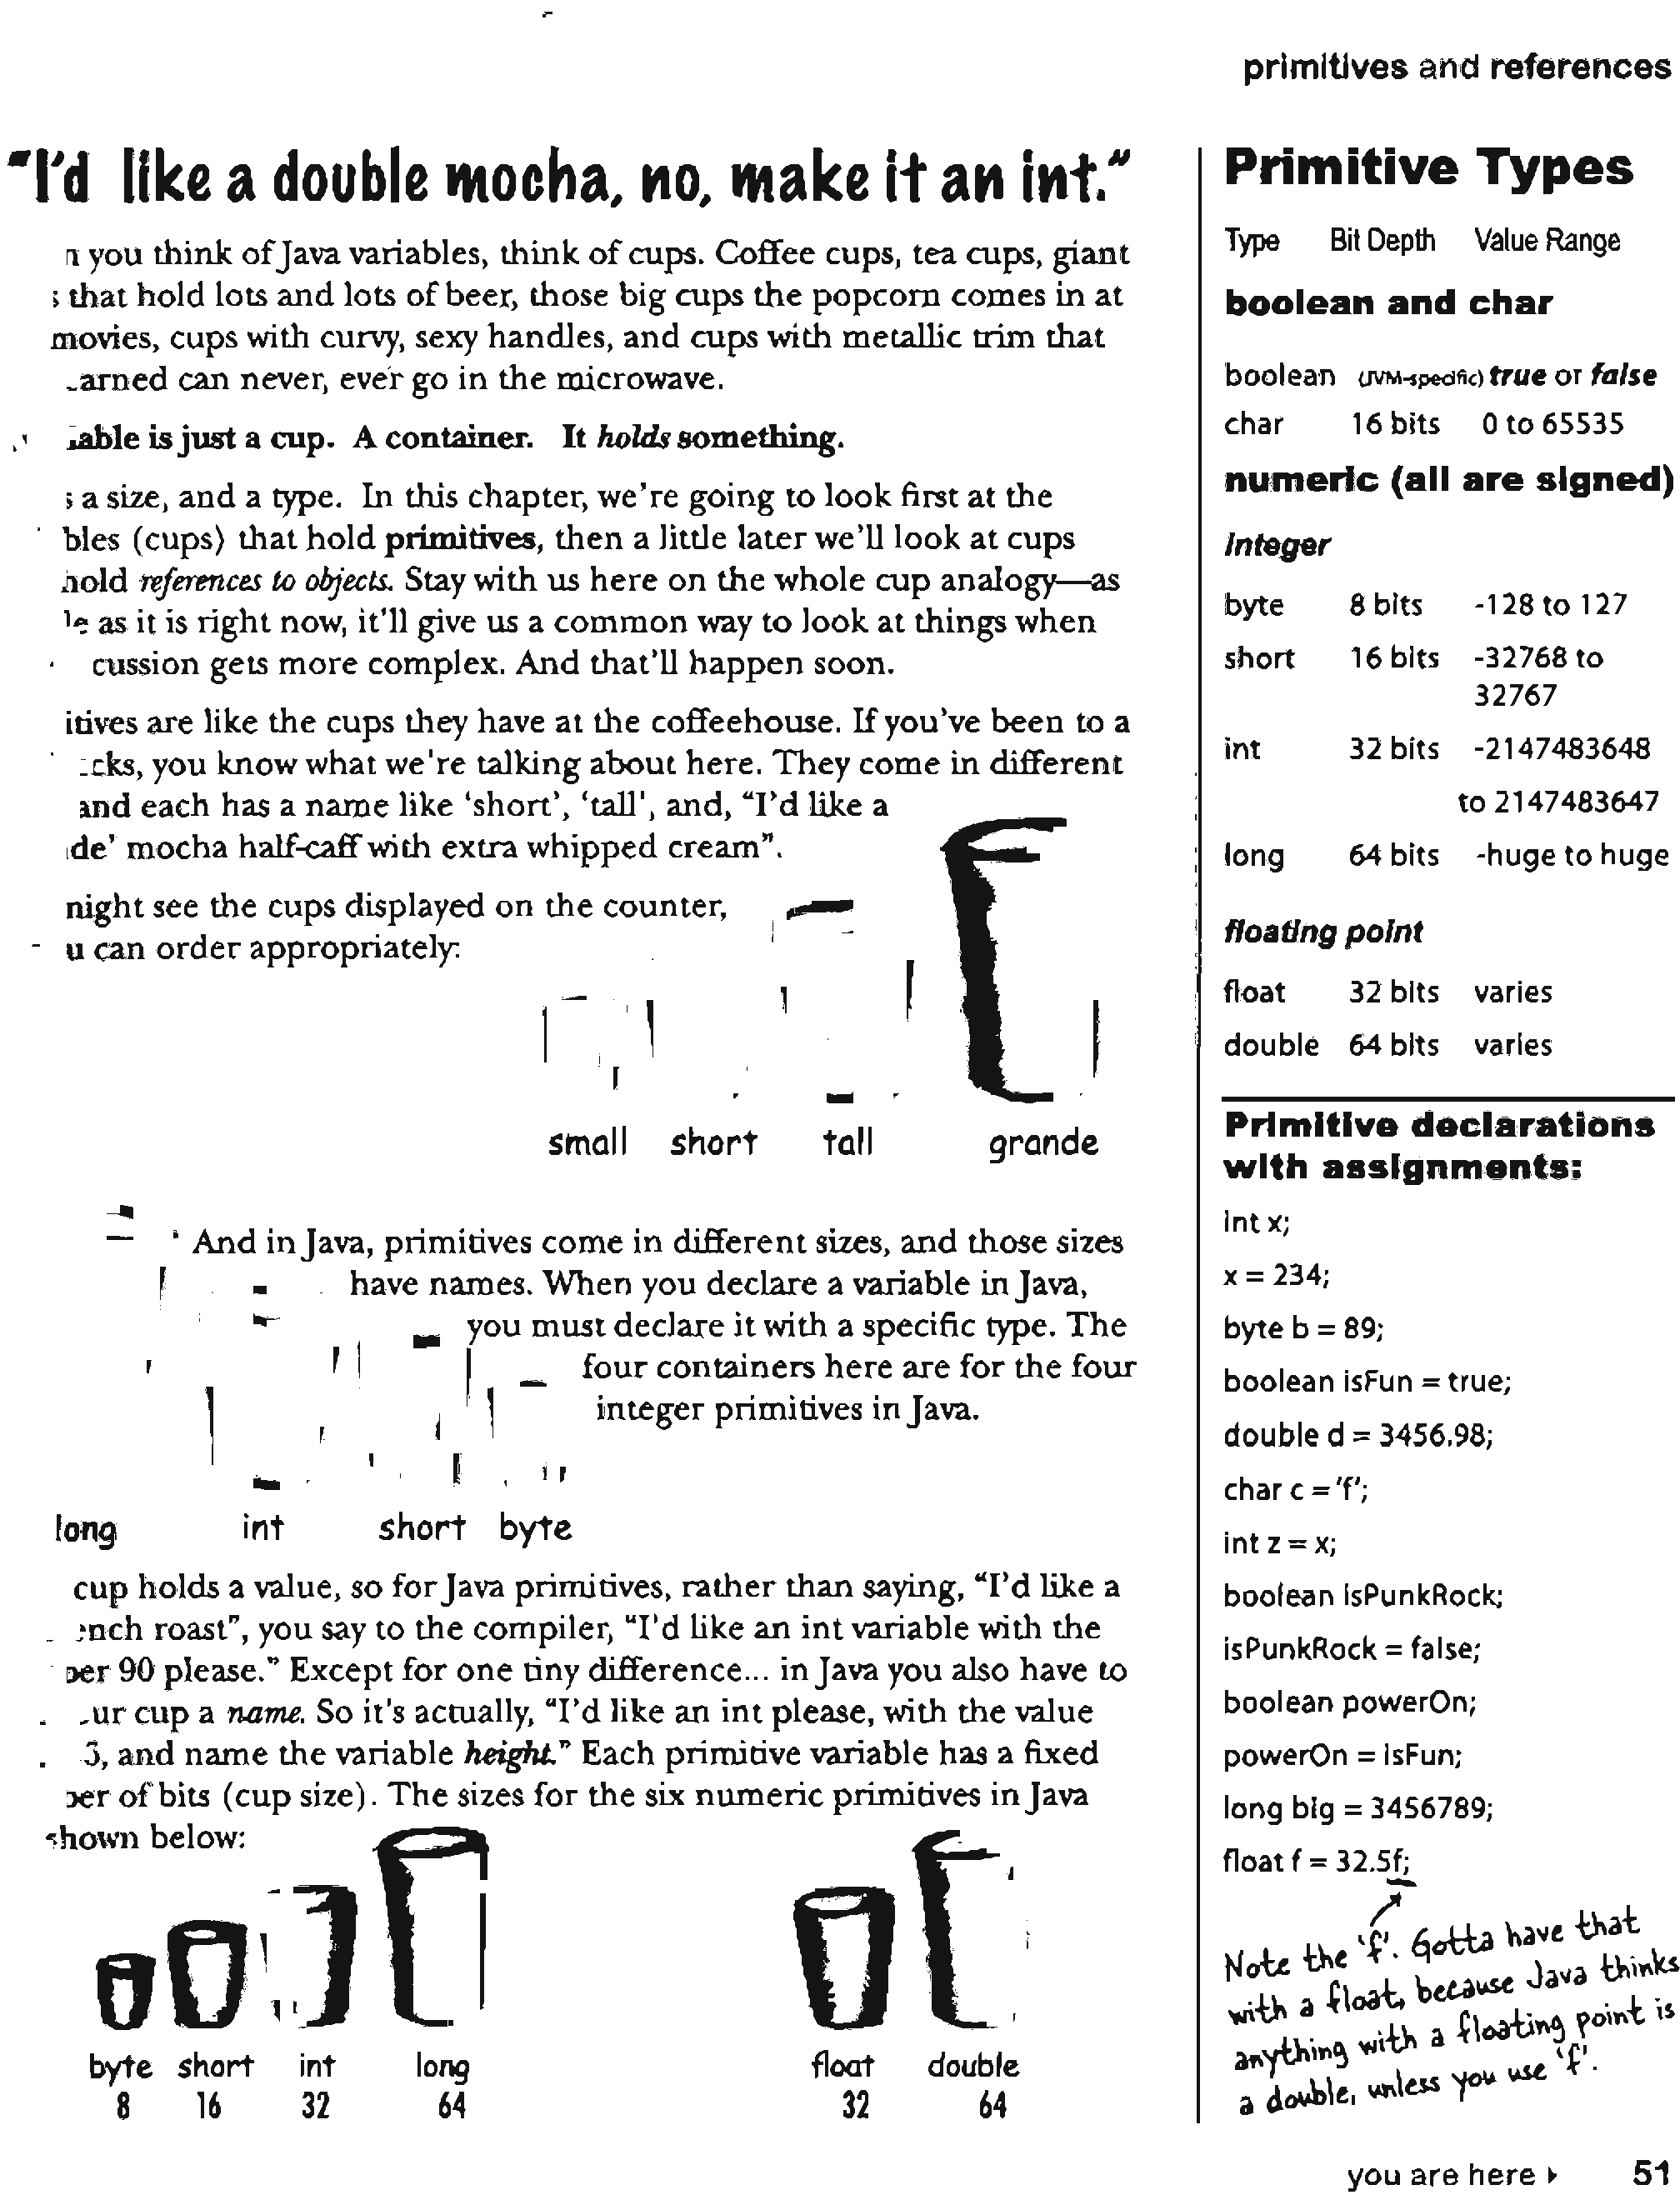 primitives and references
"I'd like a double mocha, no, make it an int."
you think of Java variables, think of cups. Coffee cups, tea cups, giant
that hold lots and lots of beer, those big cups the popcorn comes in at
movies, cups with curvy, sexy handles, and cups with metallic trim that
can never, ever go in the microwave.
is just a cup. A container. It holds something.
a size, and a type. In this chapter, we're going to look first at the
(cups) that hold primitives, then a little later we'll look at cups
hold references to objects. Stay with us here on the whole cup analogy—as
as it is right now, it'll give us a common way to look at things when
cussion gets more complex. And that'll happen soon.
itives are like the cups they have at the coffeehouse. If you've been to a
cks, you know what we're talking about here. They come in different
and each has a name like 'short', 'tall', and, "I'd like a
de' mocha half-caff with extra whipped cream".
see the cups displayed on the counter,
u can order appropriately:
small short tall grande
And in Java, primitives come in different sizes, and those sizes
have names. When you declare a variable in Java,
you must declare it with a specific type. The
four containers here are for the four
integer primitives in Java.
long int short byte
cup holds a value, so for Java primitives, rather than saying, "I'd like a
ench roast", you say to the compiler, "I'd like an int variable with the
ber 90 please." Except for one tiny difference... in Java you also have to
ur cup a name. So it's actually, "I'd like an int please, with the value
and name the variable height." Each primitive variable has a fixed
ber of bits (cup size). The sizes for the six numeric primitives in Java
shown below:
byte short int long float double
8 16 32 64 32 64
Primitive Types
Type Bit Depth Value Range
boolean and char
boolean (JVM-specific) true or false
char 16 bits 0 to 65535
numeric (all are signed)
integer
byte 8 bits -128 to 127
short 16 bits -32768 to
32767
int 32 bits -2147483648
to 2147483647
long 64 bits -huge to huge
floating point
float 32 bits varies
double 64 bits varies
Primitive declarations
with assignments:
int x;
x = 234;
byte b = 89;
boolean isFun = true;
double d = 3456.98;
char c = 'f';
int z = x;
boolean isPunkRock;
isPunkRock = false;
boolean powerOn;
powerOn = isFun;
long big = 3456789;
float f = 32.5f;
Note the 'f'. Gotta have that
with a float, because Java thinks
anything with a floating point is
a double, unless you use 'f'.
you are here ▸ 51